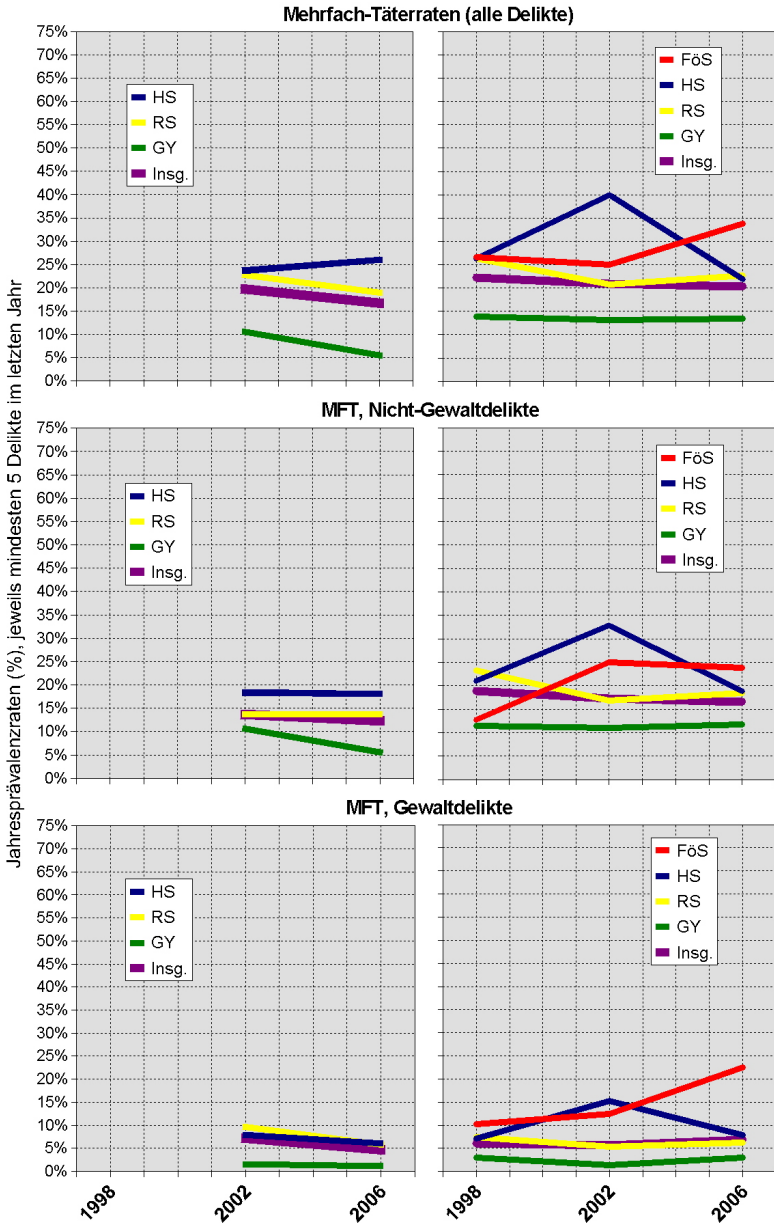 Mehrfach-Täterraten (alle Delikte)
Jahresprävalenzraten (%), jeweils mindesten 5 Delikte im letzten Jahr
75%
70%
65%
60%
55%
50%
45%
40%
35%
30%
25%
20%
15%
10%
5%
0%
HS
RS
GY
Insg.
FöS
HS
RS
GY
Insg.
MFT, Nicht-Gewaltdelikte
75%
70%
65%
60%
55%
50%
45%
40%
35%
30%
25%
20%
15%
10%
5%
0%
HS
RS
GY
Insg.
FöS
HS
RS
GY
Insg.
MFT, Gewaltdelikte
75%
70%
65%
60%
55%
50%
45%
40%
35%
30%
25%
20%
15%
10%
5%
0%
HS
RS
GY
Insg.
FöS
HS
RS
GY
Insg.
1998
2002
2006
1998
2002
2006